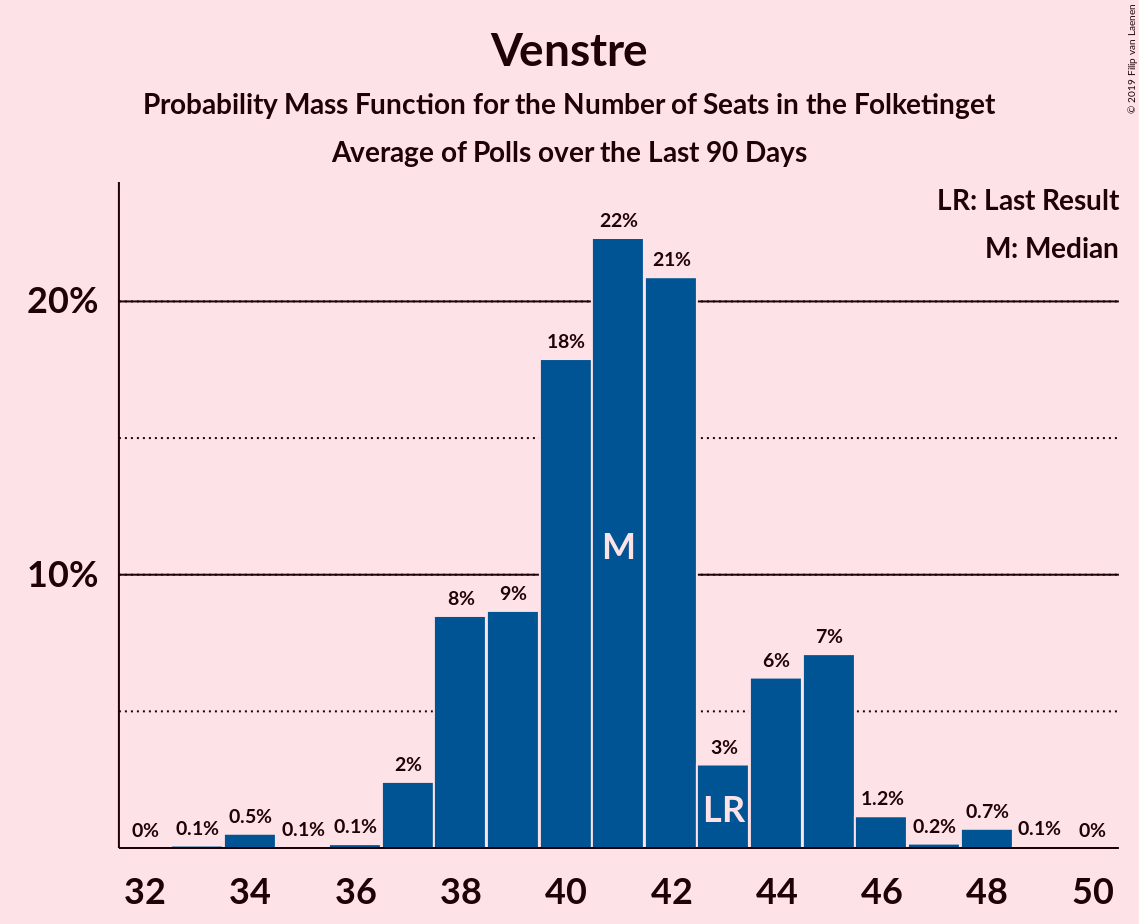 Venstre
Probability Mass Function for the Number of Seats in the Folketinget
Average of Polls over the Last 90 Days
© 2019 Filip van Laenen
LR: Last Result
M: Median
20%
10%
0%
0.1%
0.5%
0.1%
0.1%
2%
8%
9%
18%
22%
21%
3%
6%
7%
1.2%
0.2%
0.7%
0.1%
0%
M
LR
32 34 36 38 40 42 44 46 48 50